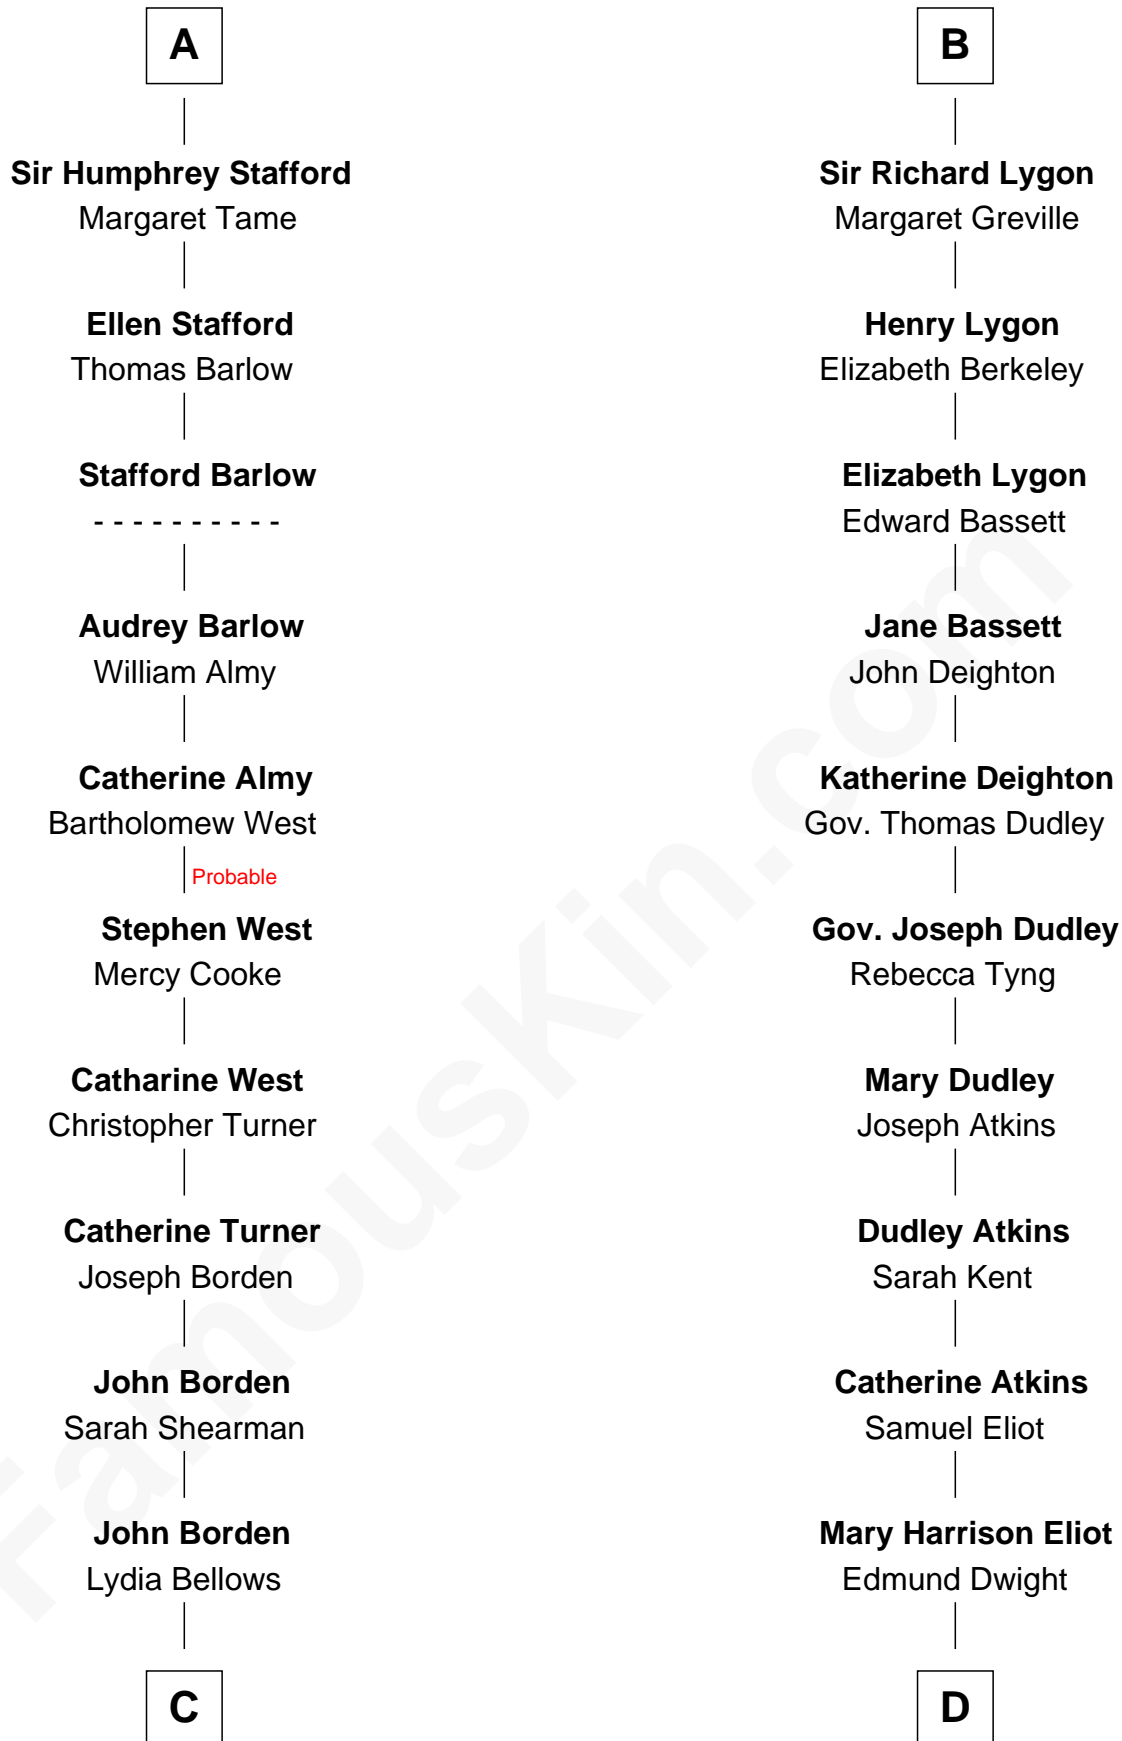 A
Sir Humphrey Stafford
Margaret Tame
Ellen Stafford
Thomas Barlow
Stafford Barlow
- - - - - - - - - -
Audrey Barlow
William Almy
Catherine Almy
Bartholomew West
Probable
Stephen West
Mercy Cooke
Catharine West
Christopher Turner
Catherine Turner
Joseph Borden
John Borden
Sarah Shearman
John Borden
Lydia Bellows
C
B
Sir Richard Lygon
Margaret Greville
Henry Lygon
Elizabeth Berkeley
Elizabeth Lygon
Edward Bassett
Jane Bassett
John Deighton
Katherine Deighton
Gov. Thomas Dudley
Gov. Joseph Dudley
Rebecca Tyng
Mary Dudley
Joseph Atkins
Dudley Atkins
Sarah Kent
Catherine Atkins
Samuel Eliot
Mary Harrison Eliot
Edmund Dwight
D
FamousKin.com